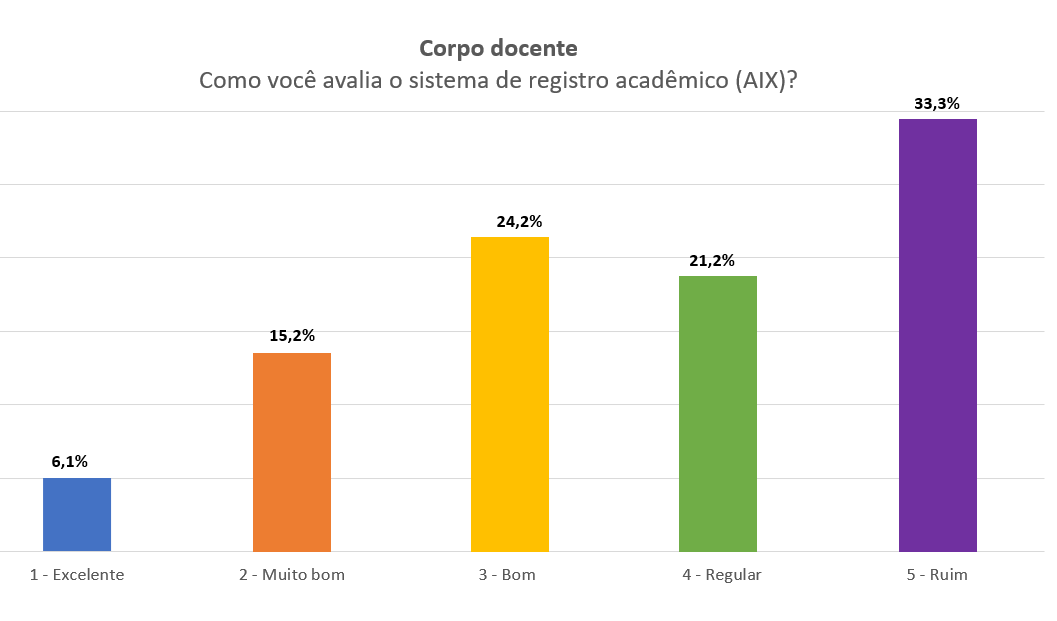 Corpo docente
Como você avalia o sistema de registro acadêmico (AIX)?
33,3%
24,2%
21,2%
15,2%
6,1%
1 - Excelente
2 - Muito bom
3 - Bom
4 - Regular
5 - Ruim